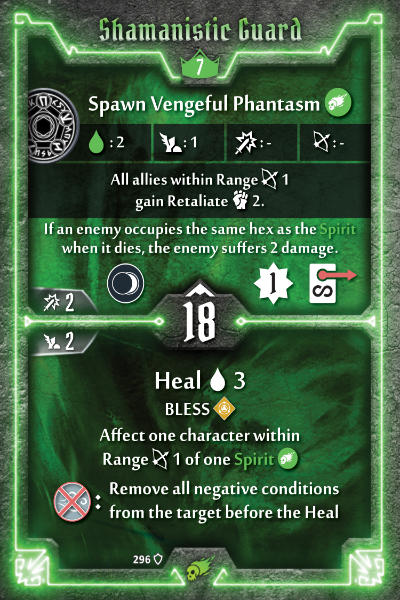 Shamanistic Guard
7
Spawn Vengeful Phantasm
: 2 : 1 : - : -
All allies within Range 1
gain Retaliate 2.
If an enemy occupies the same hex as the Spirit
when it dies, the enemy suffers 2 damage.
1 S
2
18
2
Heal 3
BLESS
Affect one character within
Range 1 of one Spirit
: Remove all negative conditions
from the target before the Heal
296